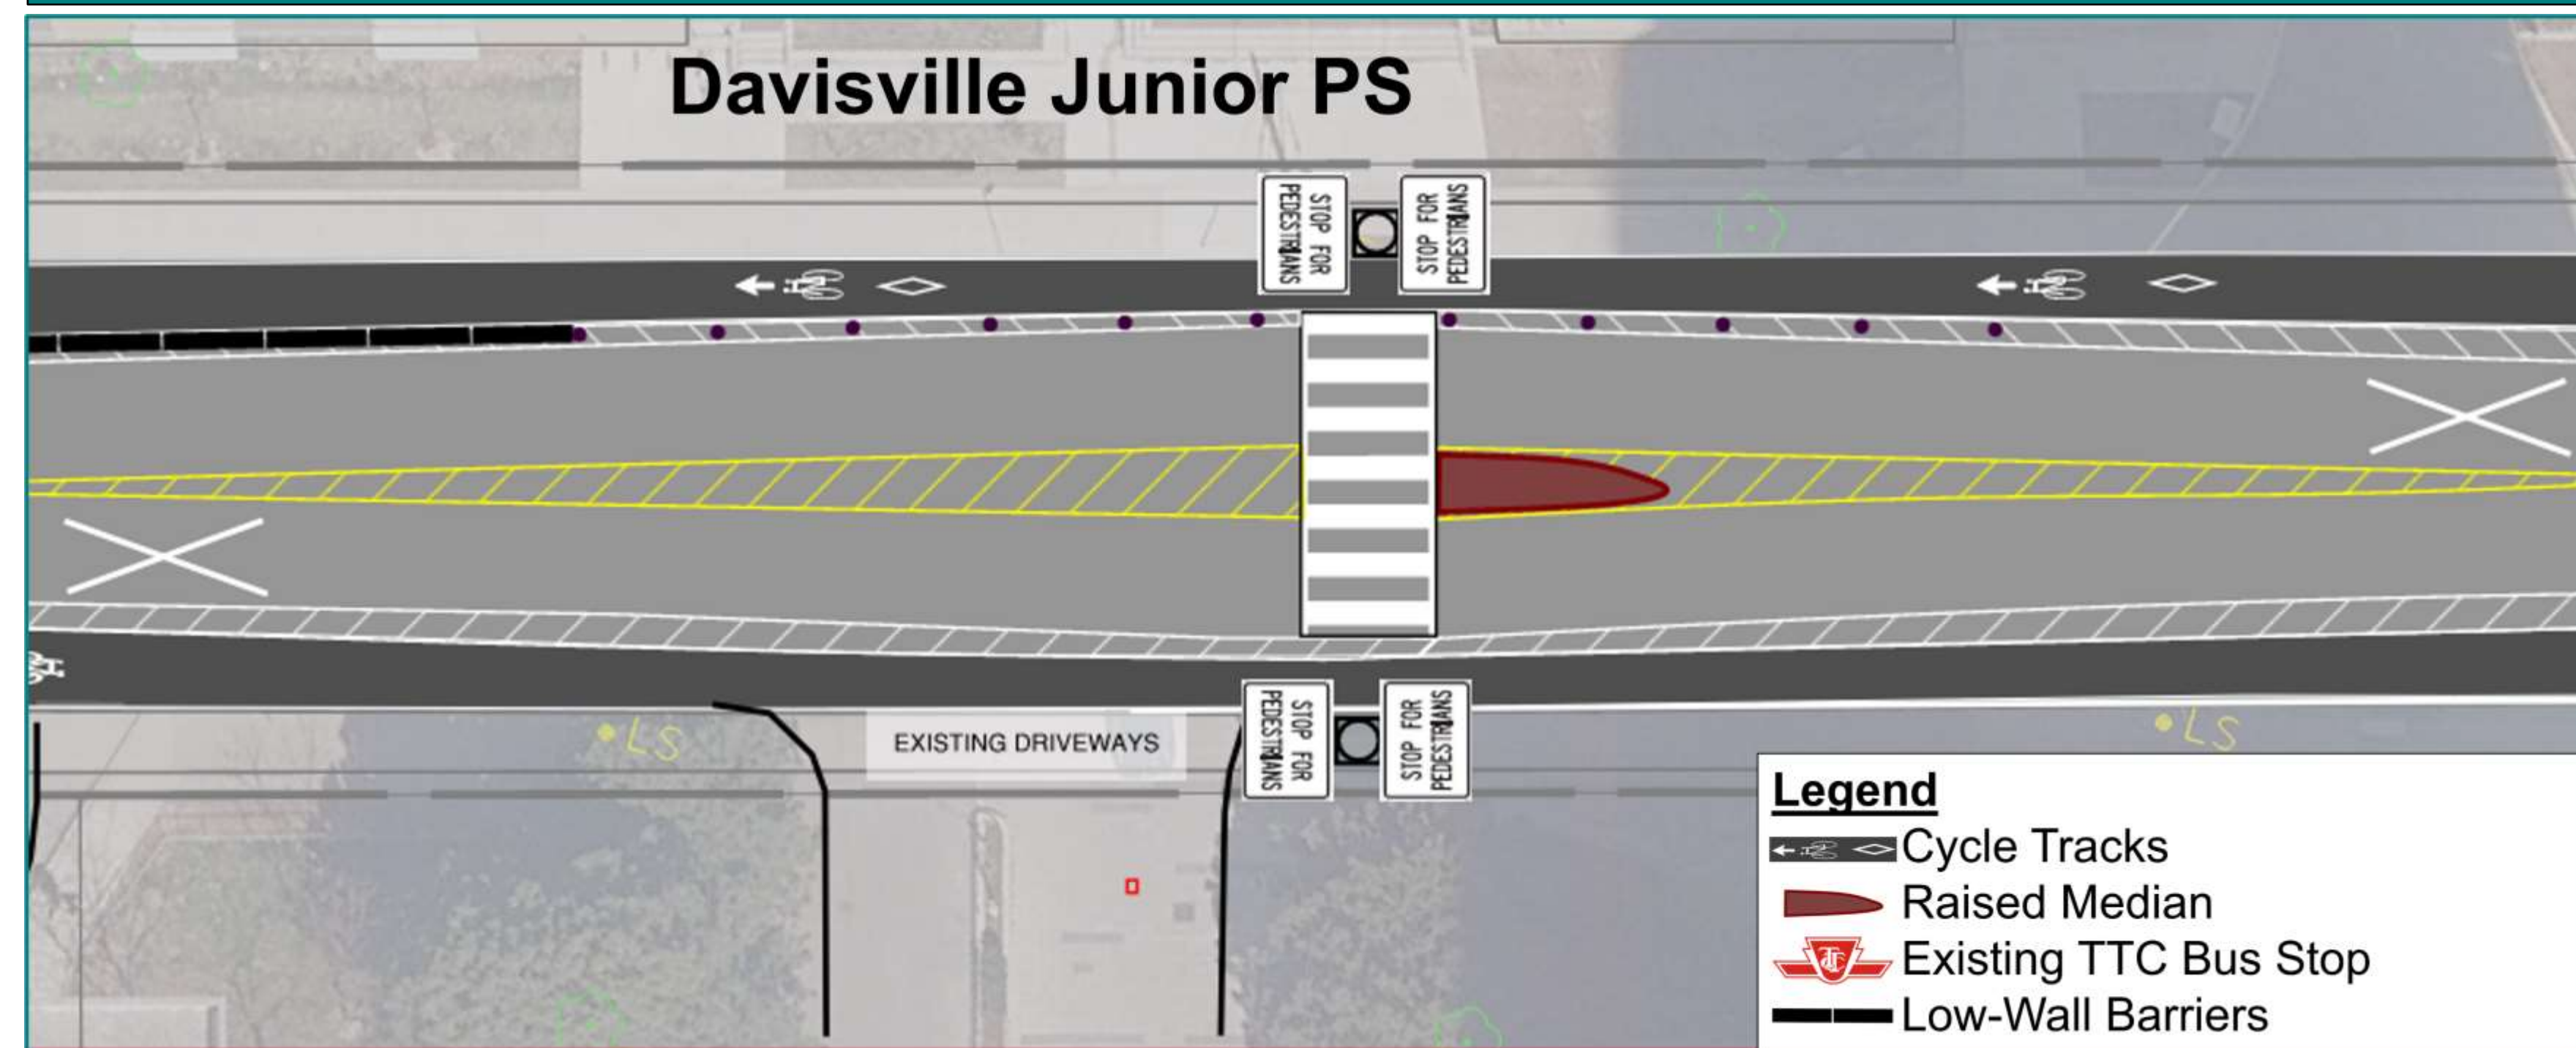 Davisville Junior PS
STOP FOR
PEDESTRIANS
STOP FOR
PEDESTRIANS
LS
EXISTING DRIVEWAYS
STOP FOR
PEDESTRIANS
STOP FOR
PEDESTRIANS
LS
Legend
Cycle Tracks
Raised Median
Existing TTC Bus Stop
Low-Wall Barriers